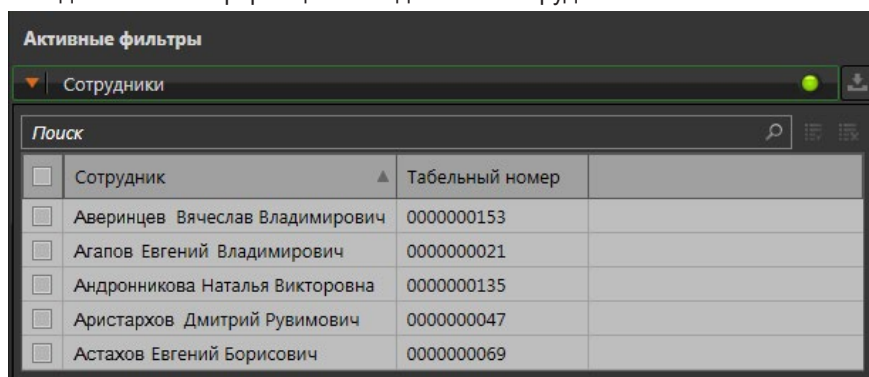 Активные фильтры
Сотрудники
Поиск
Сотрудник Табельный номер
Аверинцев Вячеслав Владимирович 0000000153
Агапов Евгений Владимирович 0000000021
Андронникова Наталья Викторовна 0000000135
Аристархов Дмитрий Рувимович 0000000047
Астахов Евгений Борисович 0000000069